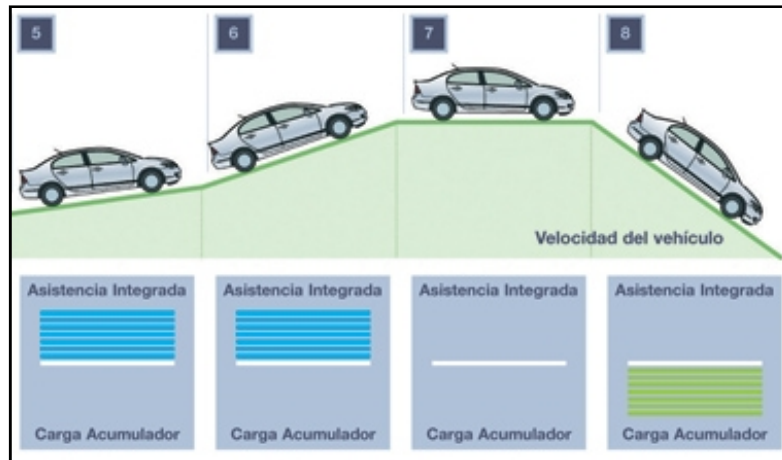 5
6
7
8
Velocidad del vehículo
Asistencia Integrada
Asistencia Integrada
Asistencia Integrada
Asistencia Integrada
Carga Acumulador
Carga Acumulador
Carga Acumulador
Carga Acumulador